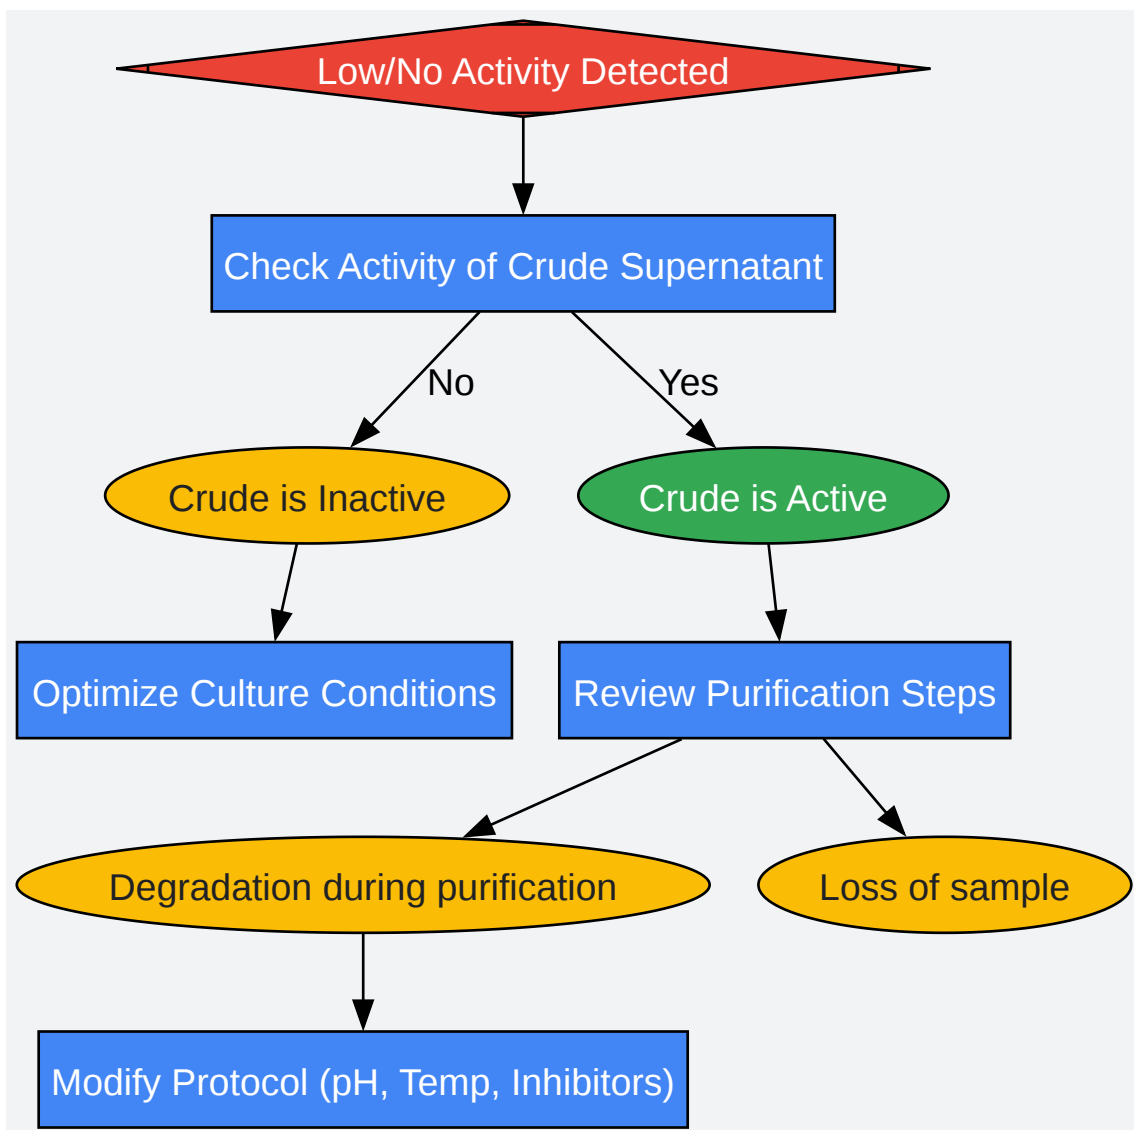 Low/No Activity Detected
Check Activity of Crude Supernatant
No
Yes
Crude is Inactive
Crude is Active
Optimize Culture Conditions
Review Purification Steps
Degradation during purification
Loss of sample
Modify Protocol (pH, Temp, Inhibitors)